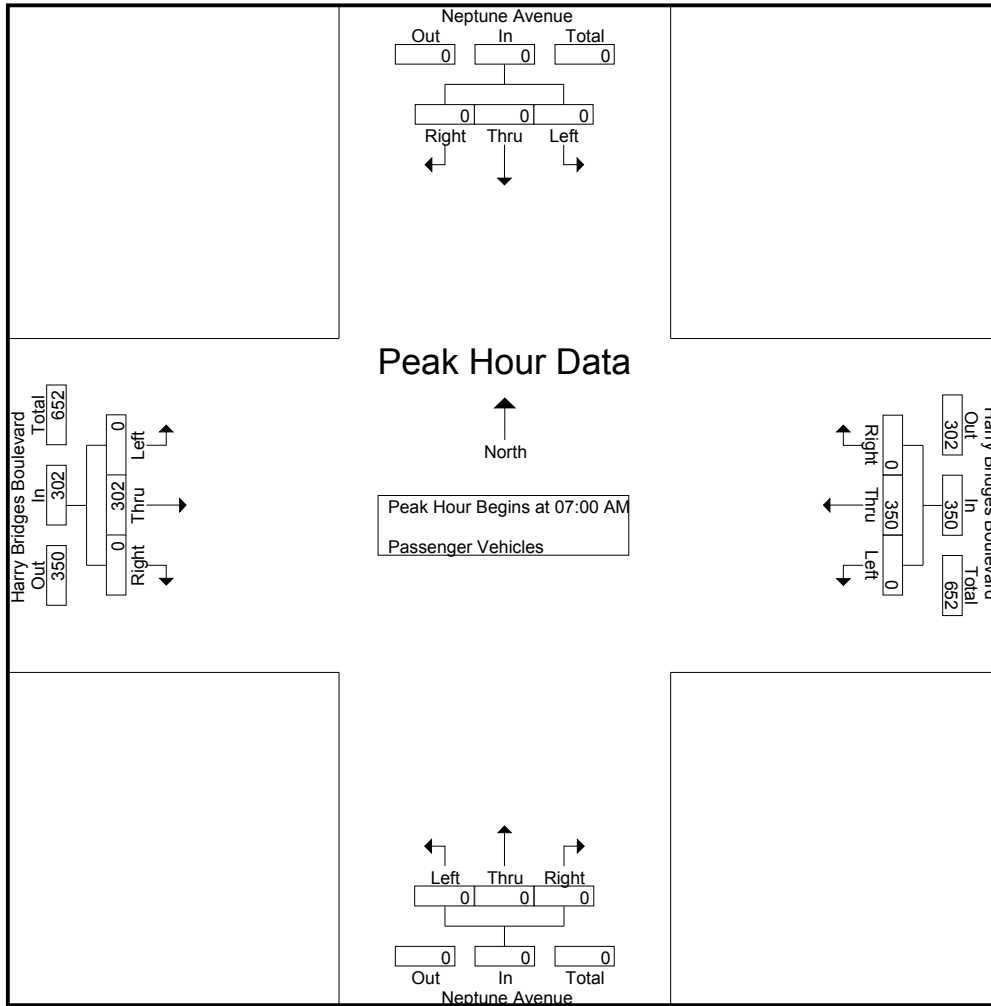 Neptune Avenue
Out In Total
0 0 0
0 0 0
Right Thru Left
Peak Hour Data
North
Peak Hour Begins at 07:00 AM
Passenger Vehicles
Harry Bridges Boulevard
Total In Out
652 302 350
0 302 0
Left Thru Right
Harry Bridges Boulevard
Out In Total
302 350 652
0 350 0
Right Thru Left
Left Thru Right
0 0 0
0 0 0
Out In Total
Neptune Avenue